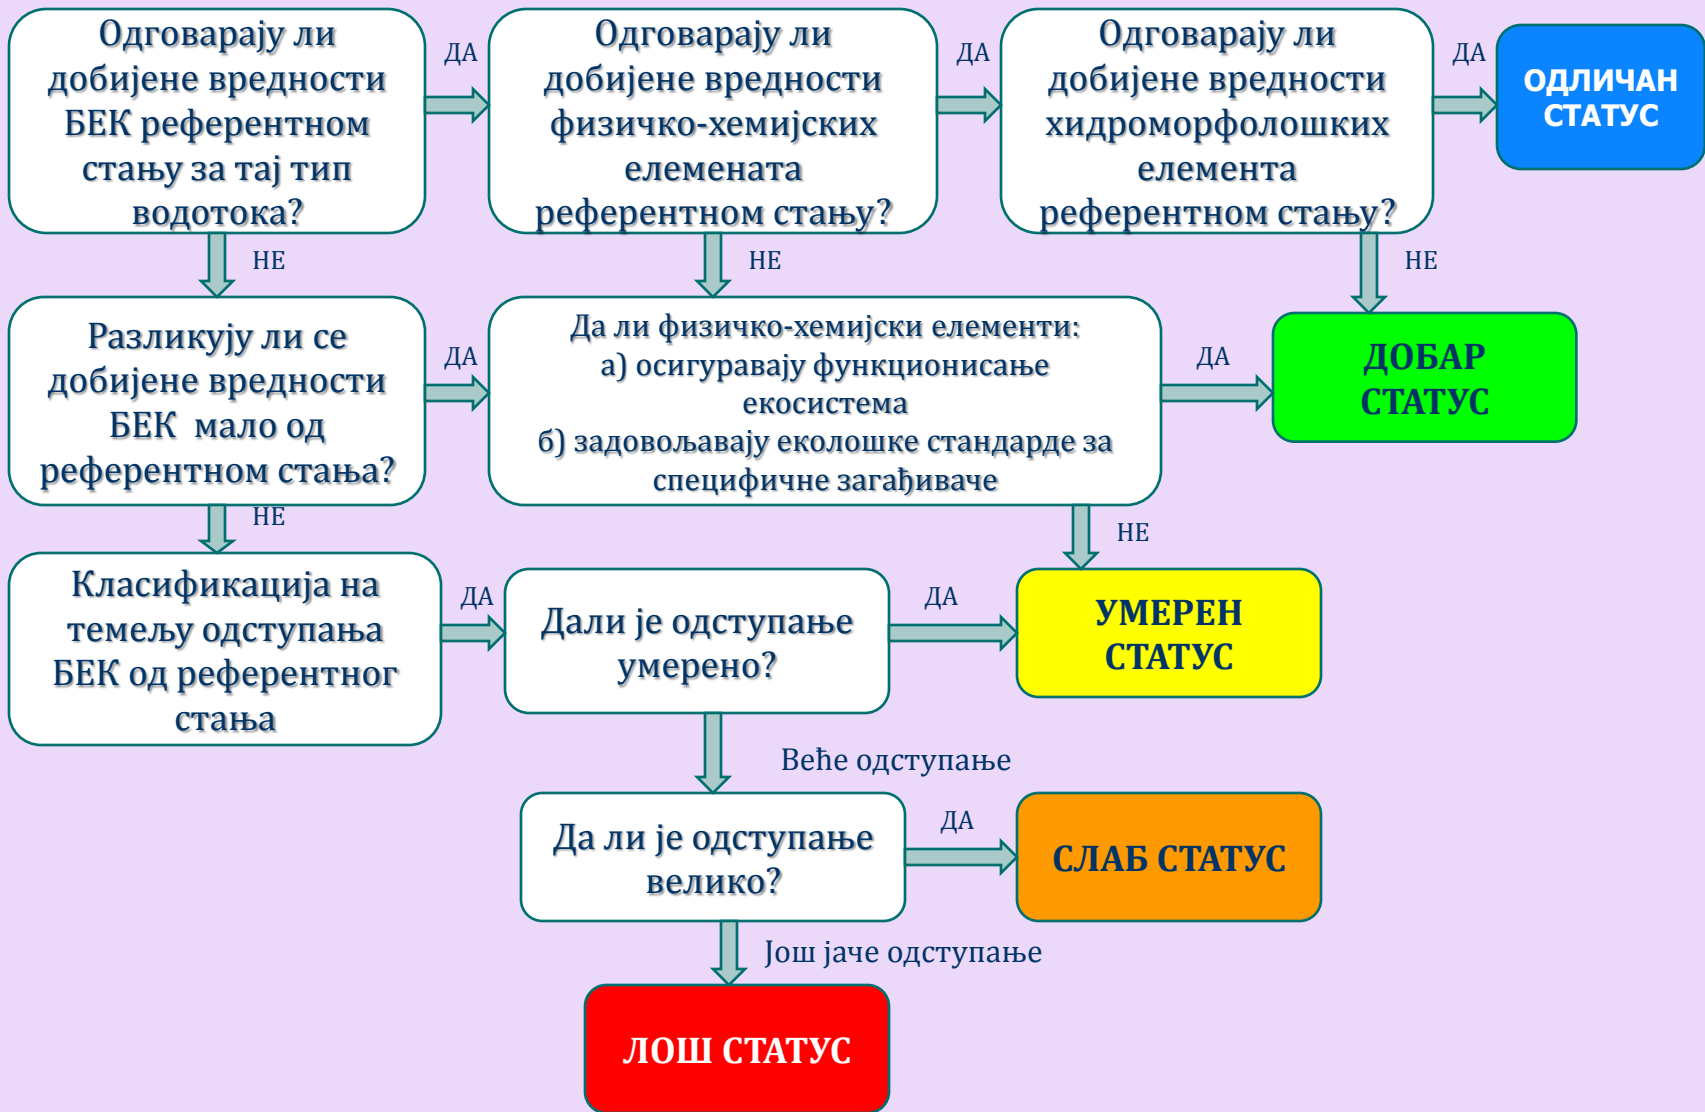 Одговарају ли
добијене вредности
БЕК референтном
стању за тај тип
водотока?
ДА
Одговарају ли
добијене вредности
физичко-хемијских
елемената
референтном стању?
ДА
Одговарају ли
добијене вредности
хидроморфолошких
елемента
референтном стању?
ДА
ОДЛИЧАН
СТАТУС
НЕ
НЕ
НЕ
Разликују ли се
добијене вредности
БЕК мало од
референтном стања?
ДА
Да ли физичко-хемијски елементи:
а) осигуравају функционисање
екосистема
б) задовољавају еколошке стандарде за
специфичне загађиваче
ДА
ДОБАР
СТАТУС
НЕ
НЕ
Класификација на
темељу одступања
БЕК од референтног
стања
ДА
Дали је одступање
умерено?
ДА
УМЕРЕН
СТАТУС
Веће одступање
Да ли је одступање
велико?
ДА
СЛАБ СТАТУС
Још јаче одступање
ЛОШ СТАТУС